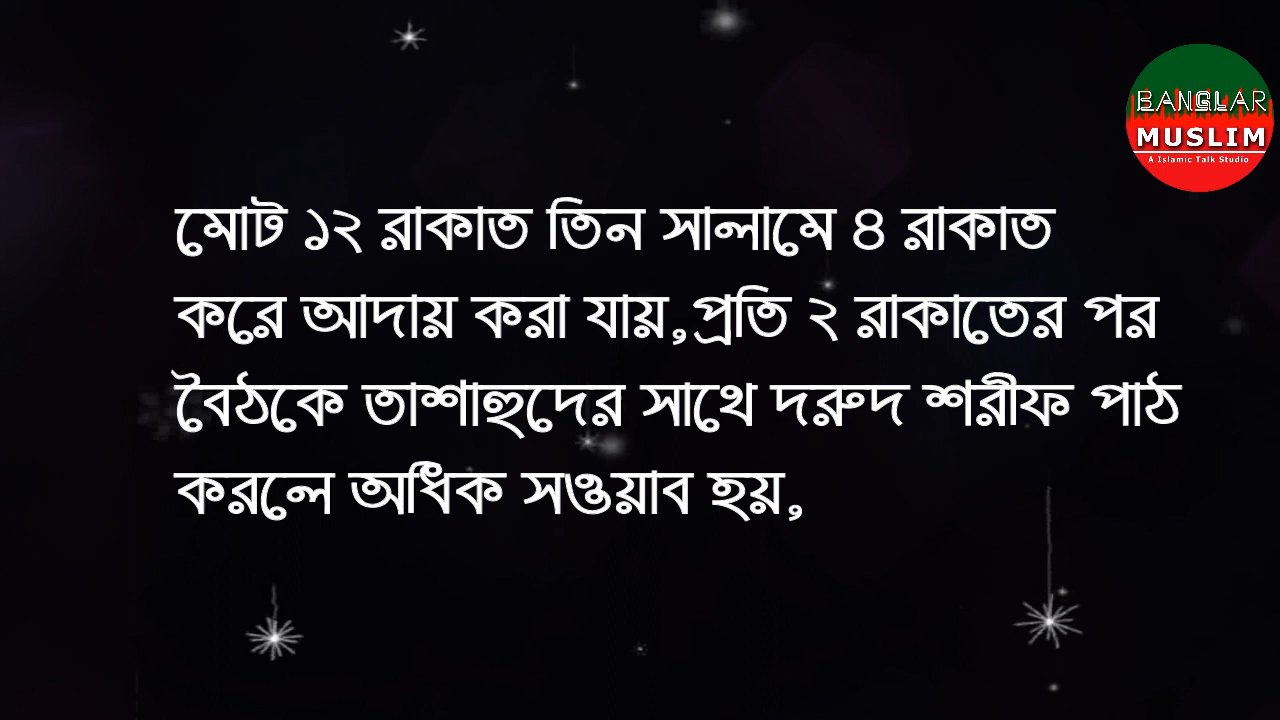 BANGLAR
MUSLIM
A Islamic Talk Studio
মোট ১২ রাকাত তিন সালামে ৪ রাকাত
করে আদায় করা যায়,প্রতি ২ রাকাতের পর
বৈঠকে তাশাহুদের সাথে দরুদ শরীফ পাঠ
করলে অধিক সওয়াব হয়,